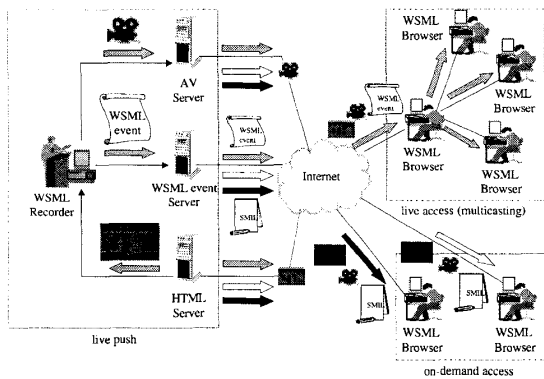 WSML
Browser
WSML
Browser
WSML
Browser
WSML
Browser
live access (multicasting)
WSML
event
AV
Server
WSML
event
WSML
event
WSML
Recorder
WSML event
Server
SMIL
Internet
HTML
Server
live push
SMIL
SMIL
WSML
Browser
WSML
Browser
on-demand access